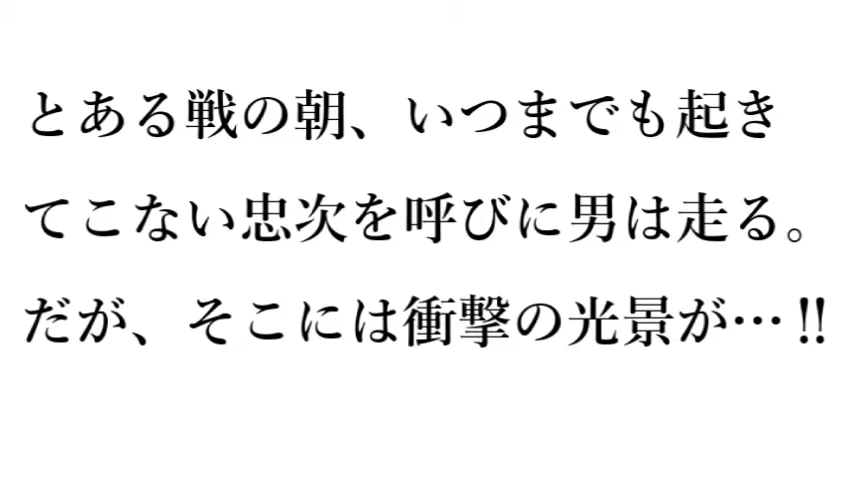 とある戦の朝、いつまでも起き
てこない忠次を呼びに男は走る。
だが、そこには衝撃の光景が…!!